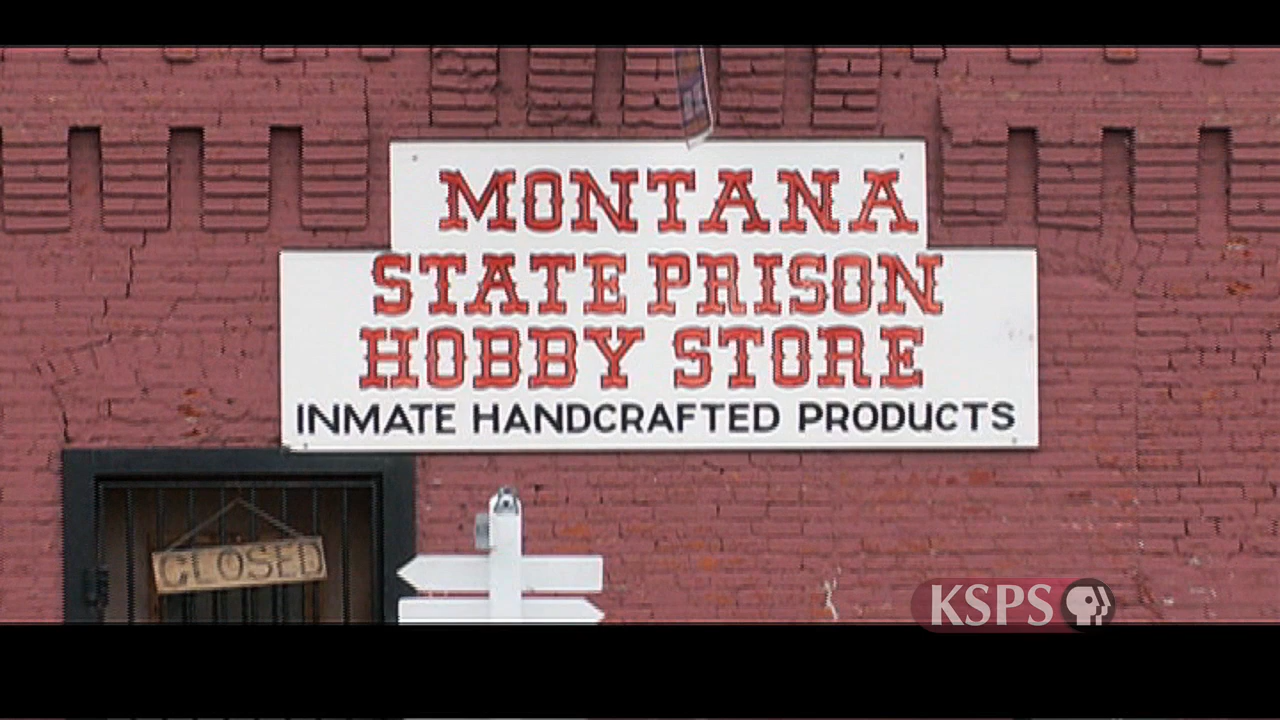 MONTANA
STATE PRISON
HOBBY STORE
INMATE HANDCRAFTED PRODUCTS
CLOSED
KSPS